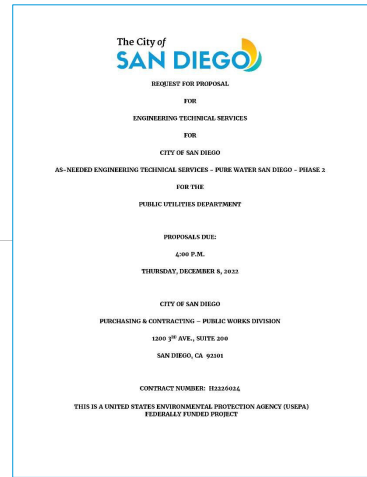 The City of
SAN DIEGO
REQUEST FOR PROPOSAL
FOR
ENGINEERING TECHNICAL SERVICES
FOR
CITY OF SAN DIEGO
AS-NEEDED ENGINEERING TECHNICAL SERVICES - PURE WATER SAN DIEGO - PHASE 2
FOR THE
PUBLIC UTILITIES DEPARTMENT
PROPOSALS DUE:
4:00 P.M.
THURSDAY, DECEMBER 8, 2022
CITY OF SAN DIEGO
PURCHASING & CONTRACTING – PUBLIC WORKS DIVISION
1200 3RD AVE., SUITE 200
SAN DIEGO, CA 92101
CONTRACT NUMBER: H2226024
THIS IS A UNITED STATES ENVIRONMENTAL PROTECTION AGENCY (USEPA)
FEDERALLY FUNDED PROJECT